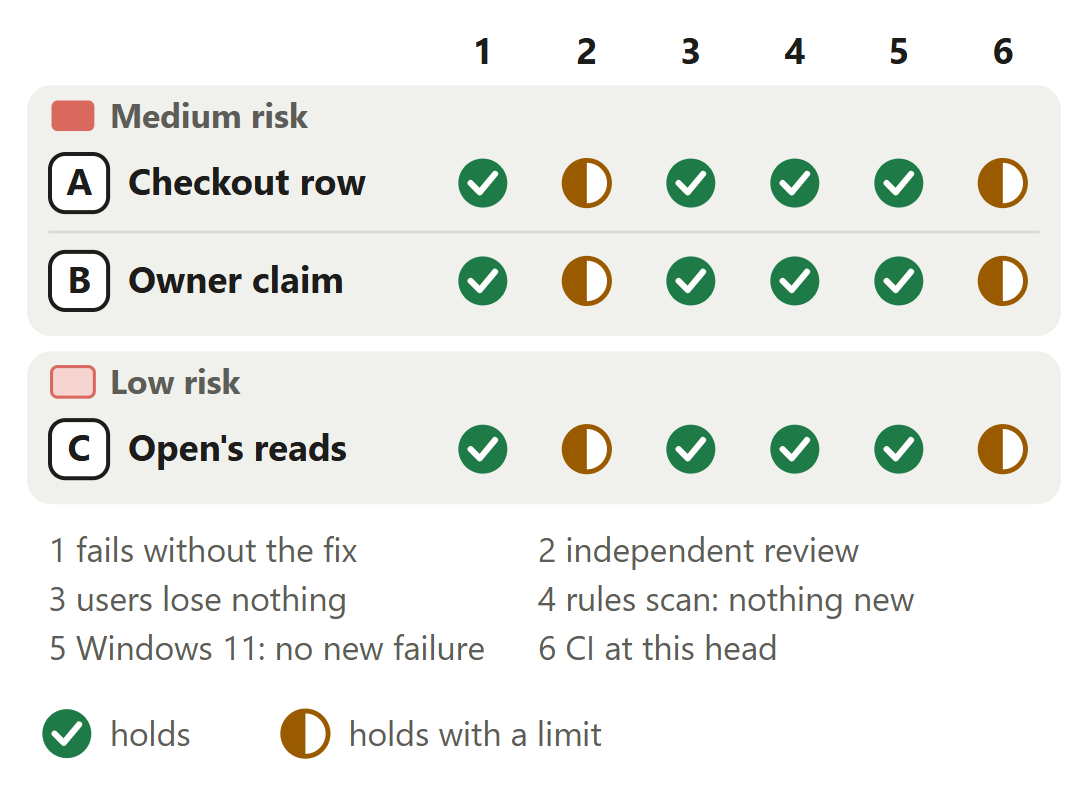 1 2 3 4 5 6
Medium risk
A Checkout row
B Owner claim
Low risk
C Open's reads
1 fails without the fix
2 independent review
3 users lose nothing
4 rules scan: nothing new
5 Windows 11: no new failure
6 CI at this head
holds
holds with a limit